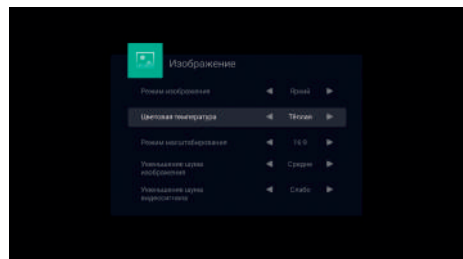 Изображение
Режим изображения ◀ Яркий ▶
Цветовая температура ◀ Тёплая ▶
Режим масштабирования ◀ 16:9 ▶
Уменьшение шума
изображения ◀ Средне ▶
Уменьшение шума
видеосигнала ◀ Слабо ▶